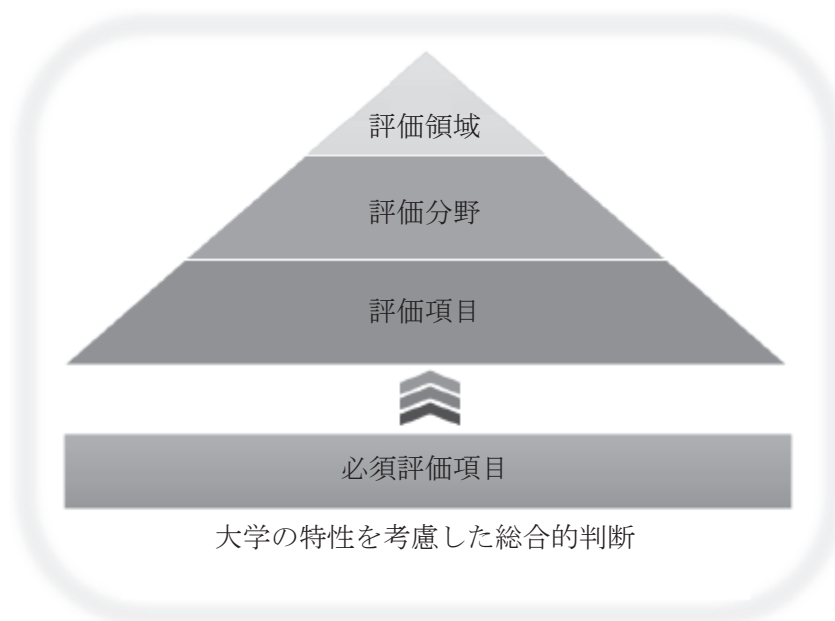 評価領域
評価分野
評価項目
必須評価項目
大学の特性を考慮した総合的判断